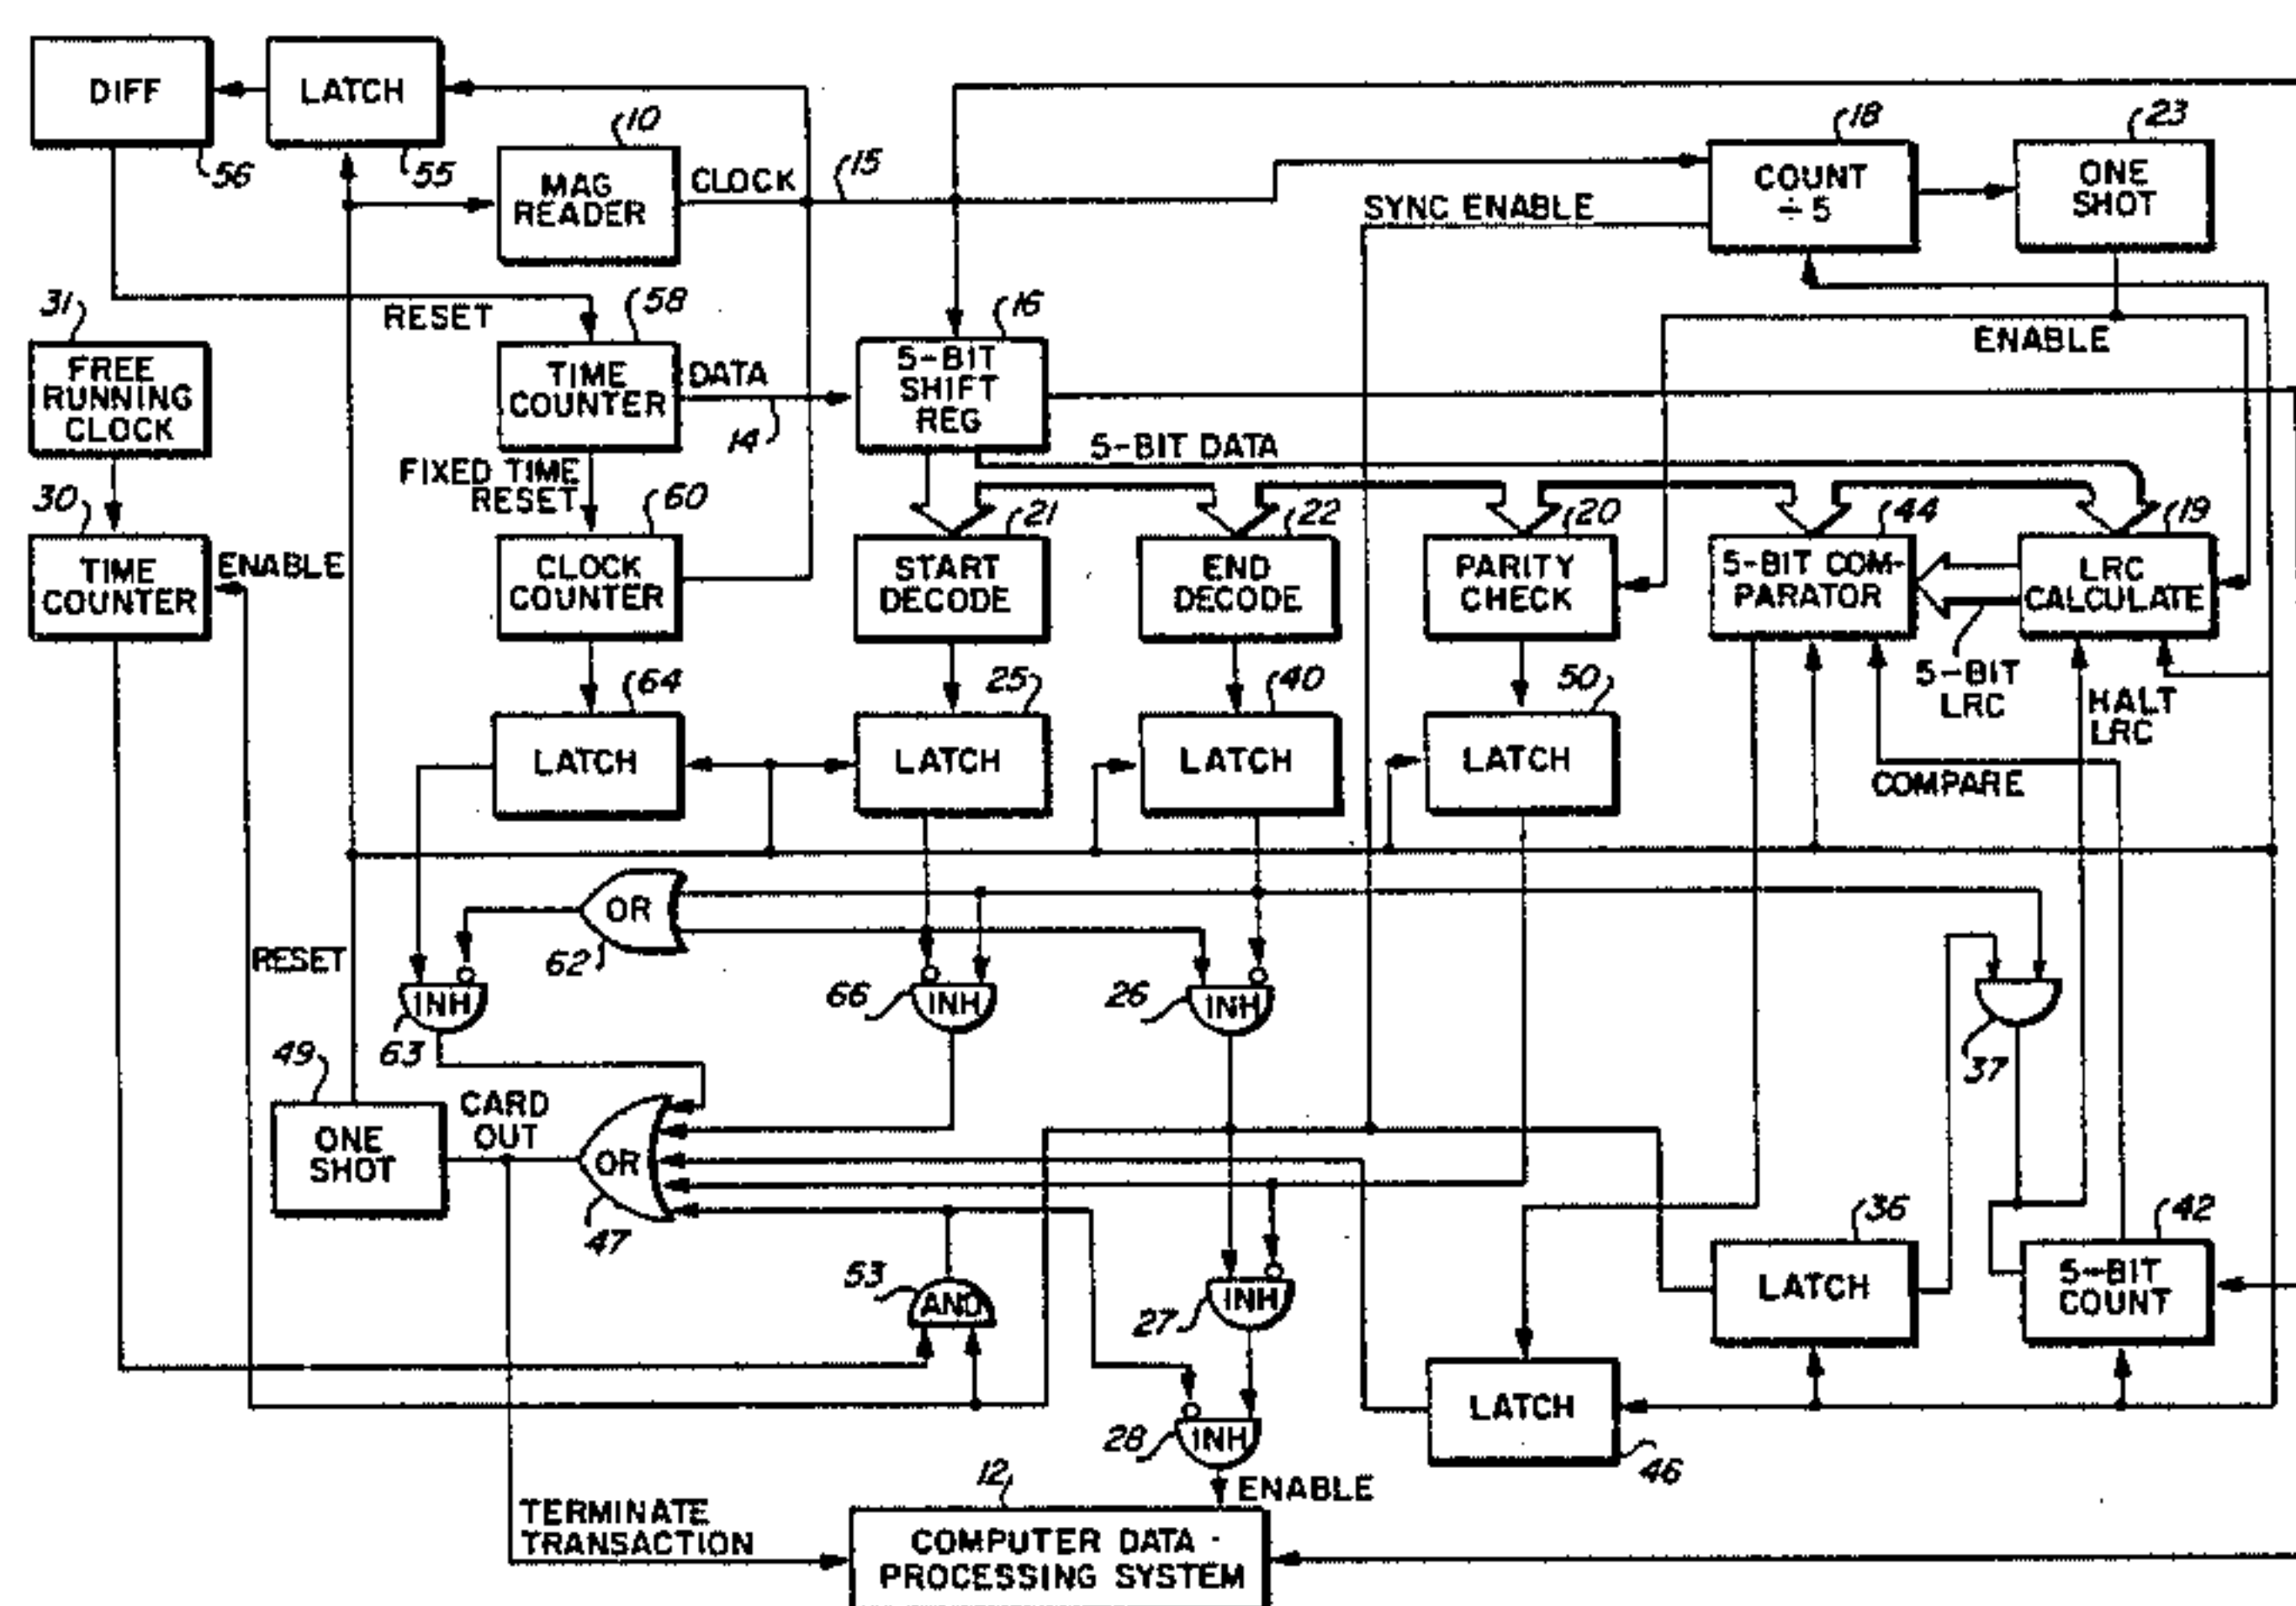 DIFF
LATCH
56
55
10
MAG
READER
CLOCK
15
18
COUNT
÷ 5
23
ONE
SHOT
SYNC ENABLE
ENABLE
31
FREE
RUNNING
CLOCK
RESET
58
TIME
COUNTER
DATA
14
16
5-BIT
SHIFT
REG
5-BIT DATA
FIXED TIME
RESET
30
TIME
COUNTER
ENABLE
60
CLOCK
COUNTER
21
START
DECODE
22
END
DECODE
20
PARITY
CHECK
44
5-BIT COM-
PARATOR
19
LRC
CALCULATE
5-BIT
LRC
HALT
LRC
COMPARE
64
LATCH
25
LATCH
40
LATCH
50
LATCH
OR
62
RESET
INH
63
66
INH
26
INH
37
49
ONE
SHOT
CARD
OUT
OR
47
53
AND
27
INH
36
LATCH
42
5-BIT
COUNT
28
INH
LATCH
46
12
ENABLE
TERMINATE
TRANSACTION
COMPUTER DATA -
PROCESSING SYSTEM